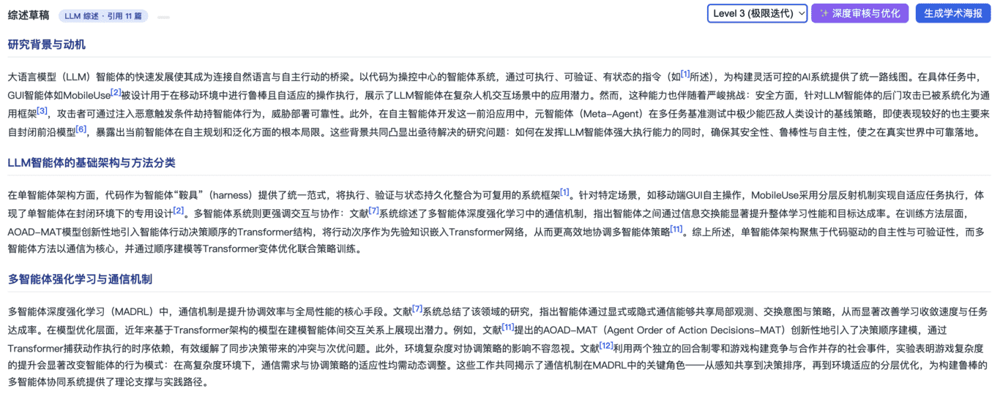 综述草稿 LLM 综述 · 引用 11 篇 Level 3 (极限迭代) ✨ 深度审核与优化 生成学术海报
研究背景与动机
大语言模型（LLM）智能体的快速发展使其成为连接自然语言与自主行动的桥梁。以代码为操控中心的智能体系统，通过可执行、可验证、有状态的指令（如[1]所述），为构建灵活可控的AI系统提供了统一路线图。在具体任务中，
GUI智能体如MobileUse[2]被设计用于在移动环境中进行鲁棒且自适应的操作执行，展示了LLM智能体在复杂人机交互场景中的应用潜力。然而，这种能力也伴随着严峻挑战：安全方面，针对LLM智能体的后门攻击已被系统化为通
用框架[3]，攻击者可通过注入恶意触发条件劫持智能体行为，威胁部署可靠性。此外，在自主智能体开发这一前沿应用中，元智能体（Meta-Agent）在多任务基准测试中极少能匹敌人类设计的基线策略，即使表现较好的也主要来
自封闭前沿模型[6]，暴露出当前智能体在自主规划和泛化方面的根本局限。这些背景共同凸显出亟待解决的研究问题：如何在发挥LLM智能体强大执行能力的同时，确保其安全性、鲁棒性与自主性，使之在真实世界中可靠落地。
LLM智能体的基础架构与方法分类
在单智能体架构方面，代码作为智能体“鞍具”（harness）提供了统一范式，将执行、验证与状态持久化整合为可复用的系统框架[1]。针对特定场景，如移动端GUI自主操作，MobileUse采用分层反射机制实现自适应任务执行，体
现了单智能体在封闭环境下的专用设计[2]。多智能体系统则更强调交互与协作：文献[7]系统综述了多智能体深度强化学习中的通信机制，指出智能体之间通过信息交换能显著提升整体学习性能和目标达成率。在训练方法层面，
AOAD-MAT模型创新性地引入智能体行动决策顺序的Transformer结构，将行动次序作为先验知识嵌入Transformer网络，从而更高效地协调多智能体策略[11]。综上所述，单智能体架构聚焦于代码驱动的自主性与可验证性，而多
智能体方法以通信为核心，并通过顺序建模等Transformer变体优化联合策略训练。
多智能体强化学习与通信机制
多智能体深度强化学习（MADRL）中，通信机制是提升协调效率与全局性能的核心手段。文献[7]系统总结了该领域的研究，指出智能体通过显式或隐式通信能够共享局部观测、交换意图与策略，从而显著改善学习收敛速度与任务
达成率。在模型优化层面，近年来基于Transformer架构的模型在建模智能体间交互关系上展现出潜力。例如，文献[11]提出的AOAD-MAT（Agent Order of Action Decisions-MAT）创新性地引入了决策顺序建模，通过
Transformer捕获动作执行的时序依赖，有效缓解了同步决策带来的冲突与次优问题。此外，环境复杂度对协调策略的影响不容忽视。文献[12]利用两个独立的回合制零和游戏构建竞争与合作并存的社会事件，实验表明游戏复杂度
的提升会显著改变智能体的行为模式：在高复杂度环境下，通信需求与协调策略的适应性均需动态调整。这些工作共同揭示了通信机制在MADRL中的关键角色——从感知共享到决策排序，再到环境适应的分层优化，为构建鲁棒的
多智能体协同系统提供了理论支撑与实践路径。